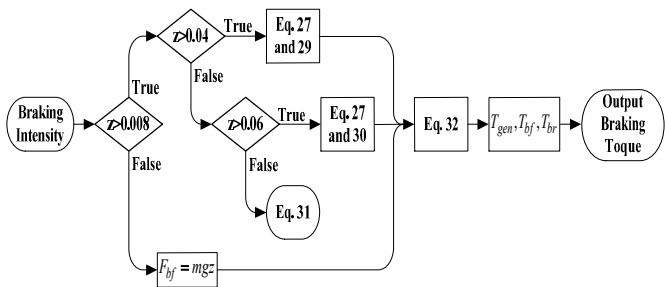 Braking
Intensity
z>0.008
True
False
z>0.04
True
False
Eq. 27
and 29
z>0.06
True
False
Eq. 27
and 30
Eq. 31
F_bf = mgz
Eq. 32
T_gen, T_bf, T_br
Output
Braking
Toque